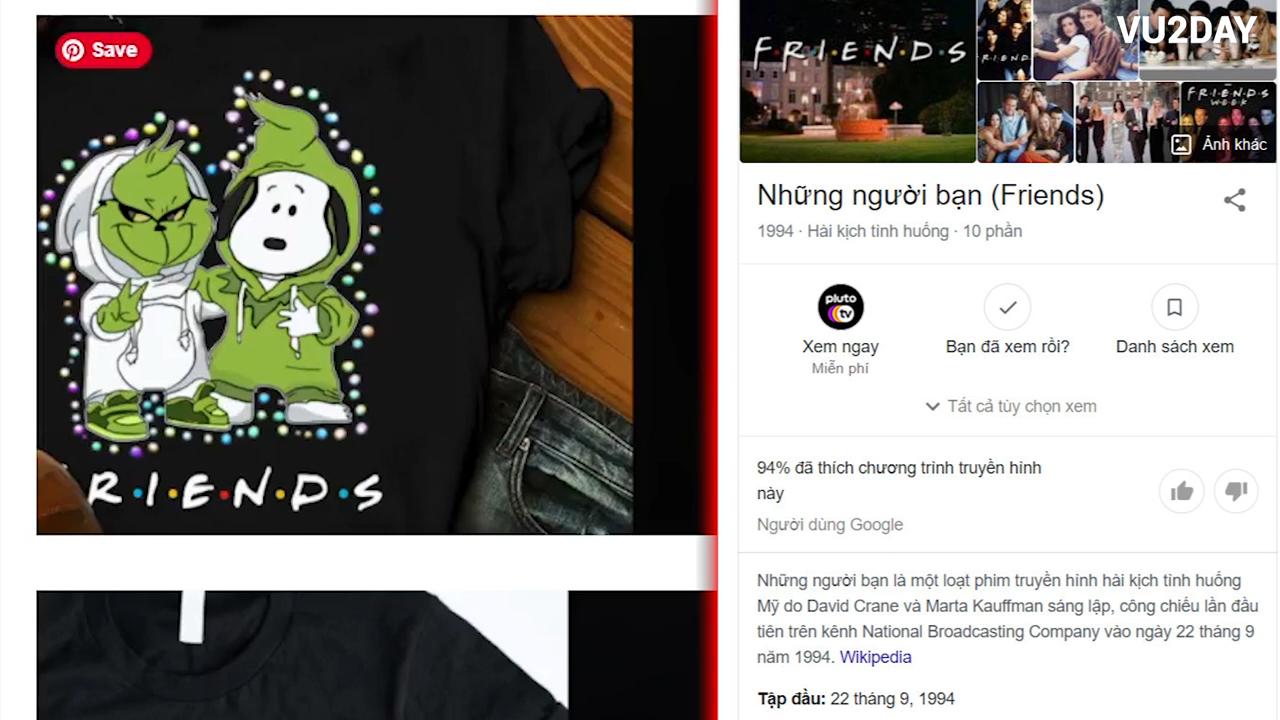 Save
R·I·E·N·D·S
VU2DAY
F·R·I·E·N·D·S
R·I·E·N·D
F·R·I·E·N·D·S
WEEK
Ảnh khác
Những người bạn (Friends)
1994 · Hài kịch tình huống · 10 phần
pluto
tv
Xem ngay
Miễn phí
Bạn đã xem rồi?
Danh sách xem
Tất cả tùy chọn xem
94% đã thích chương trình truyền hình
này
Người dùng Google
Những người bạn là một loạt phim truyền hình hài kịch tình huống
Mỹ do David Crane và Marta Kauffman sáng lập, công chiếu lần đầu
tiên trên kênh National Broadcasting Company vào ngày 22 tháng 9
năm 1994. Wikipedia
Tập đầu: 22 tháng 9, 1994